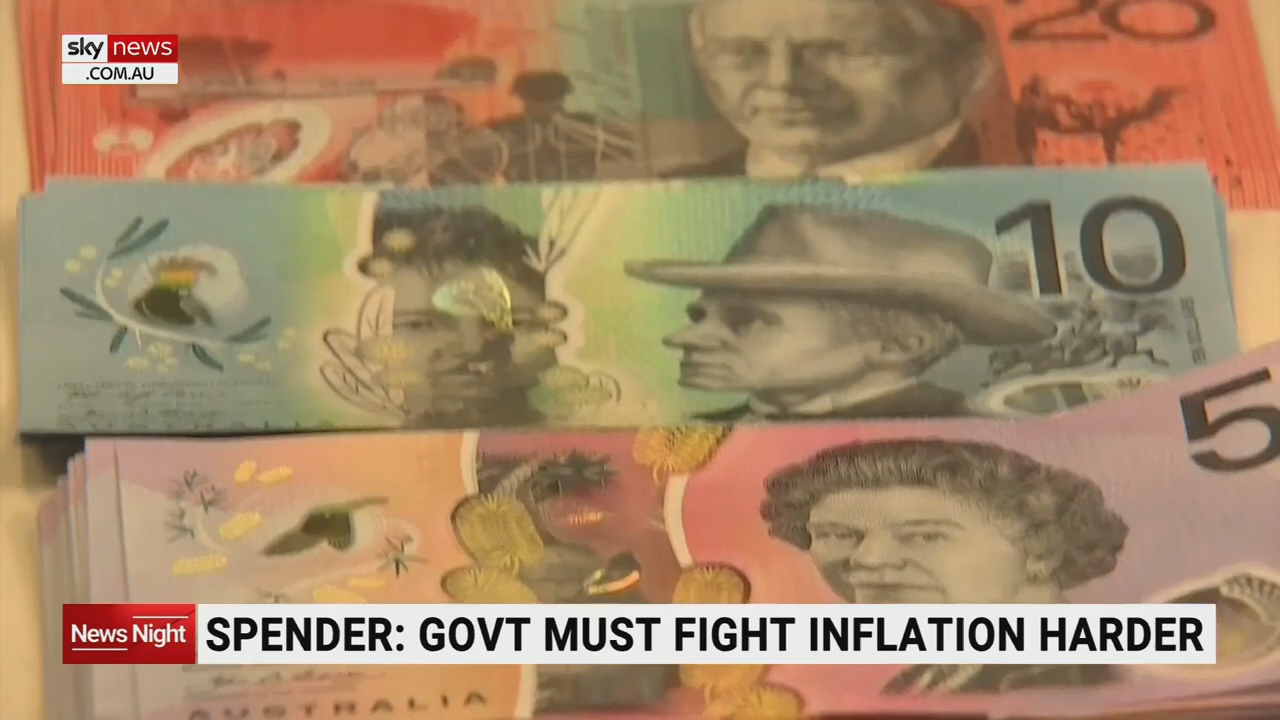 sky news
.COM.AU
20
10
5
News Night
SPENDER: GOVT MUST FIGHT INFLATION HARDER
AUSTRALIA